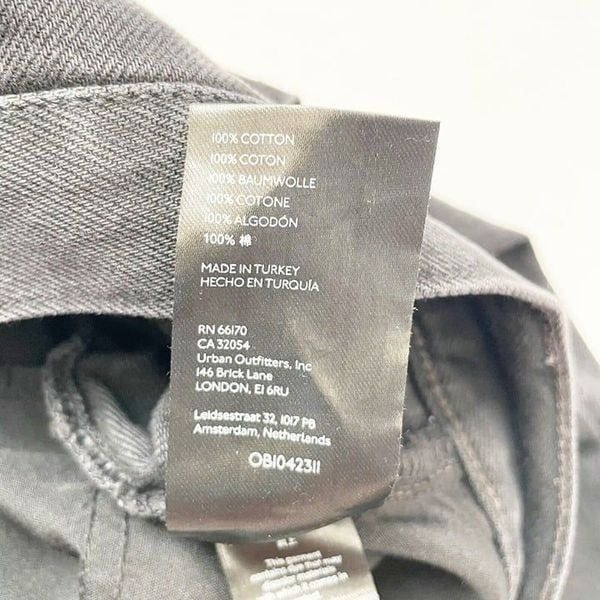 100% COTTON
100% COTON
100% BAUMWOLLE
100% COTONE
100% ALGODÓN
100% 棉
MADE IN TURKEY
HECHO EN TURQUÍA
RN 66170
CA 32054
Urban Outfitters, Inc
146 Brick Lane
LONDON, E1 6RU
Leidsestraat 32, 1017 PB
Amsterdam, Netherlands
OB1042311
This garment